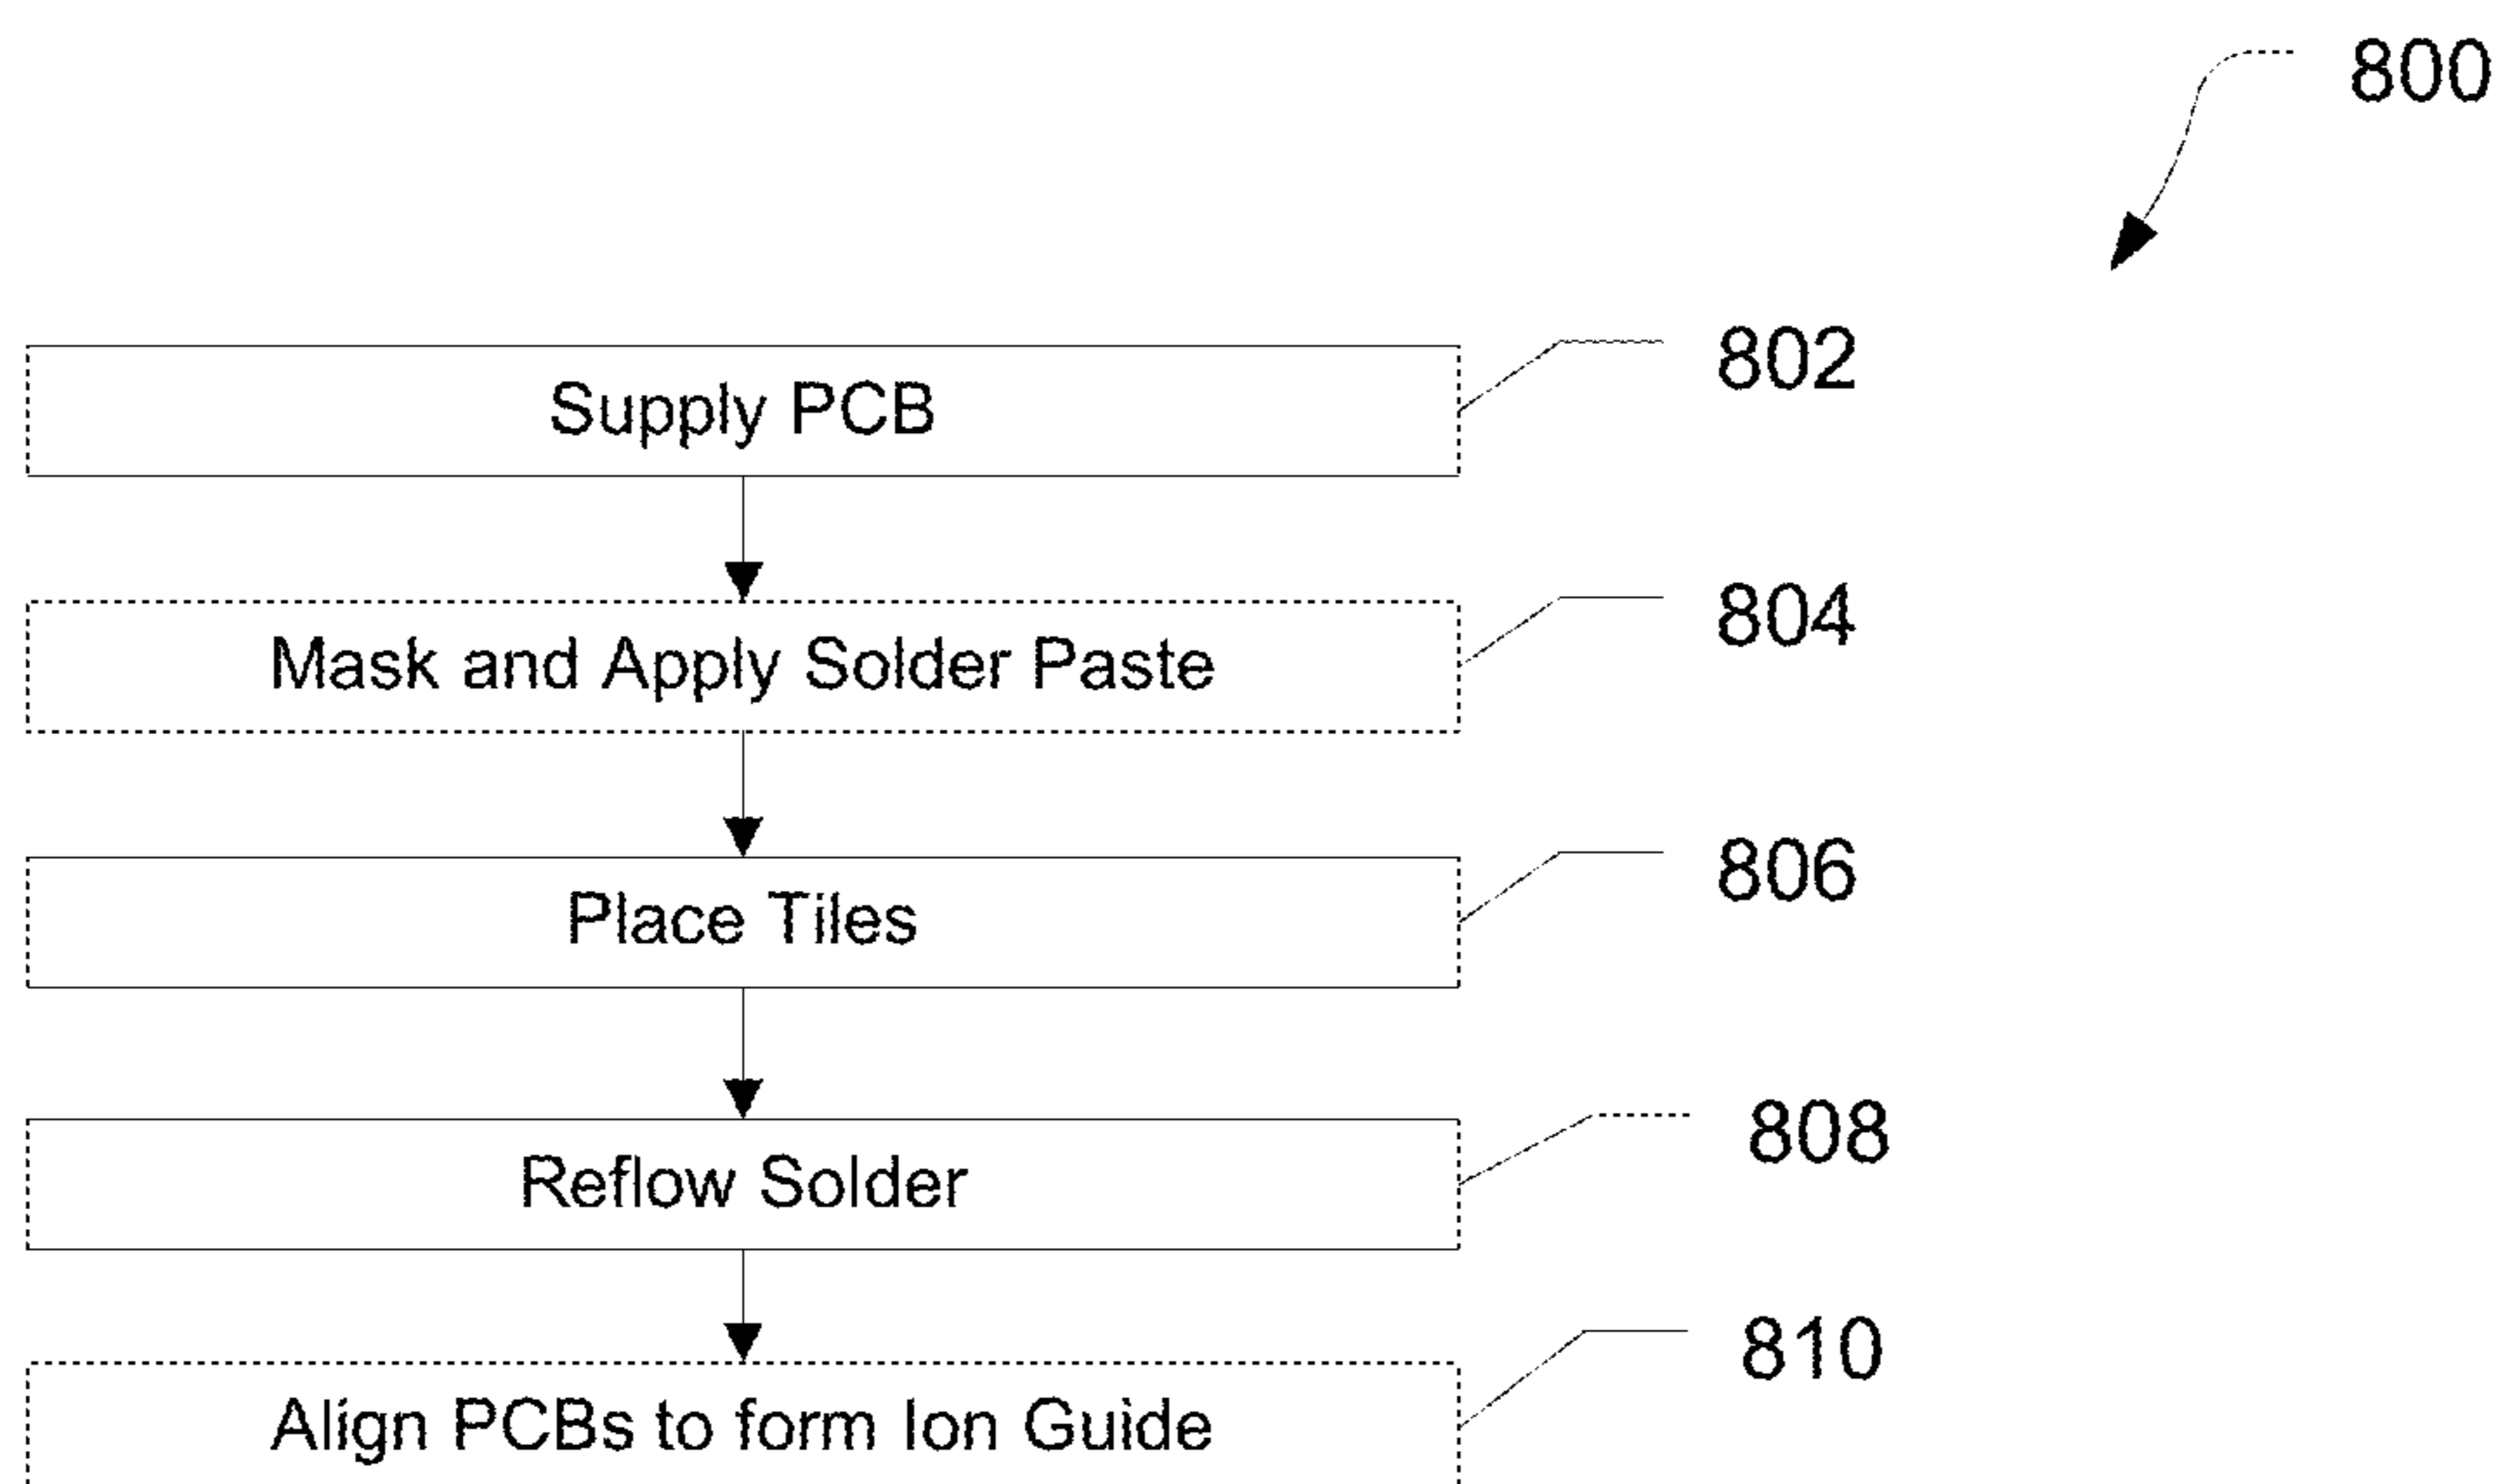 800
Supply PCB
802
Mask and Apply Solder Paste
804
Place Tiles
806
Reflow Solder
808
Align PCBs to form Ion Guide
810